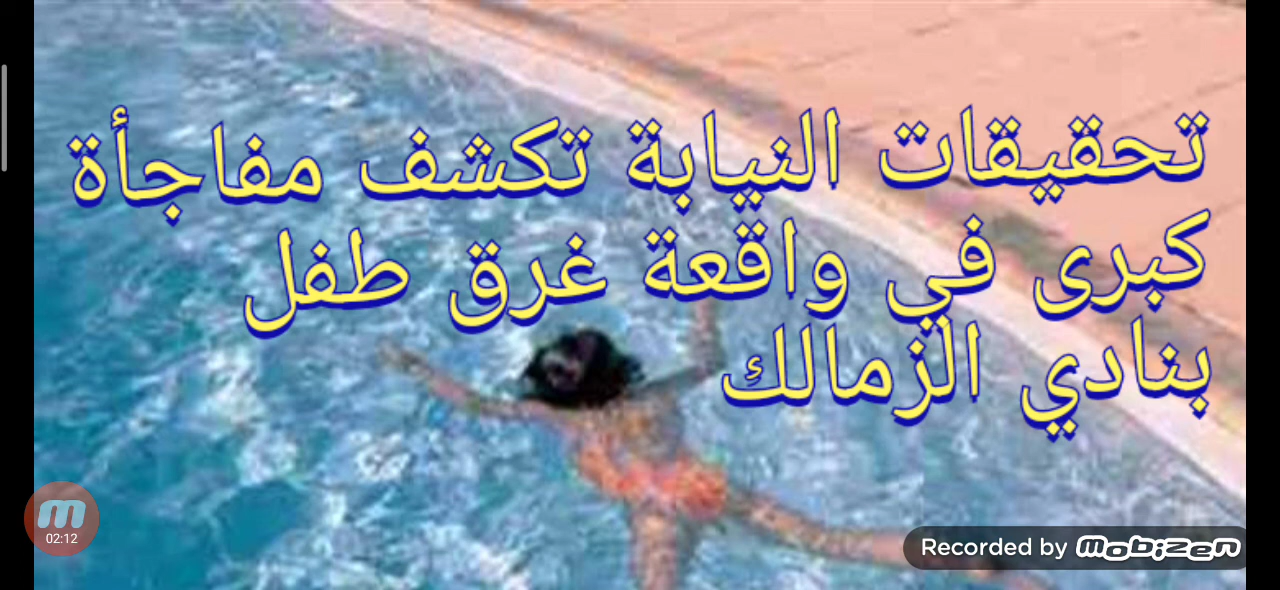 تحقيقات النيابة تكشف مفاجأة
كبرى في واقعة غرق طفل
بنادي الزمالك
02:12
Recorded by mobizen